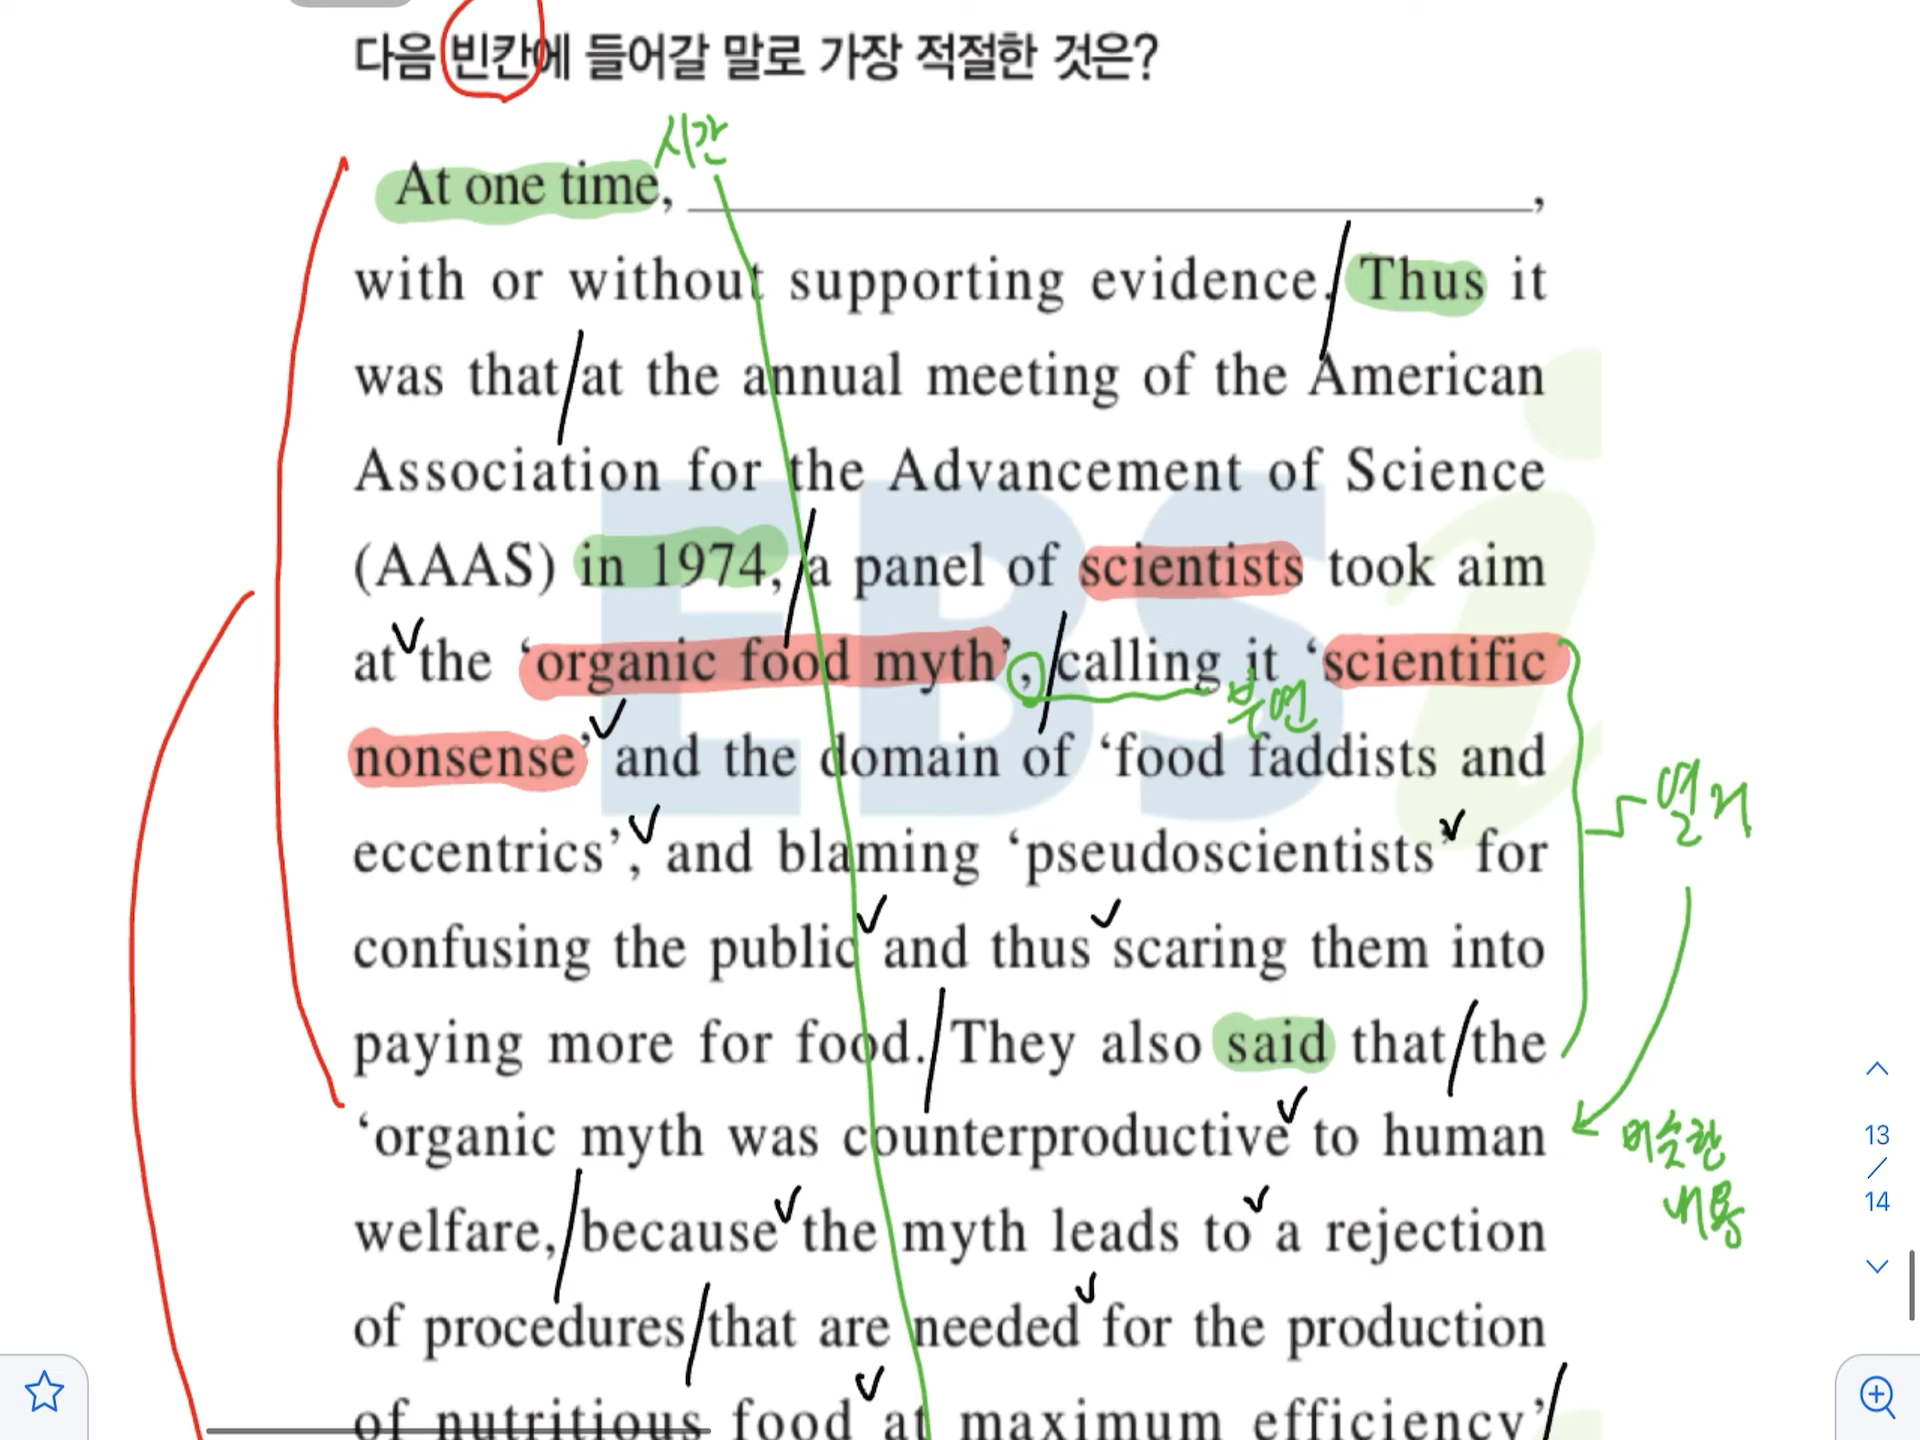 다음 빈칸에 들어갈 말로 가장 적절한 것은?
시간
At one time, ,
with or without supporting evidence. Thus it
was that at the annual meeting of the American
Association for the Advancement of Science
(AAAS) in 1974, a panel of scientists took aim
at the ‘organic food myth’, calling it ‘scientific
부연
nonsense’ and the domain of ‘food faddists and
열거
eccentrics’, and blaming ‘pseudoscientists’ for
confusing the public and thus scaring them into
paying more for food. They also said that the
‘organic myth was counterproductive to human
비슷한
내용
welfare, because the myth leads to a rejection
of procedures that are needed for the production
of nutritious food at maximum efficiency’
EBSi
13
/
14